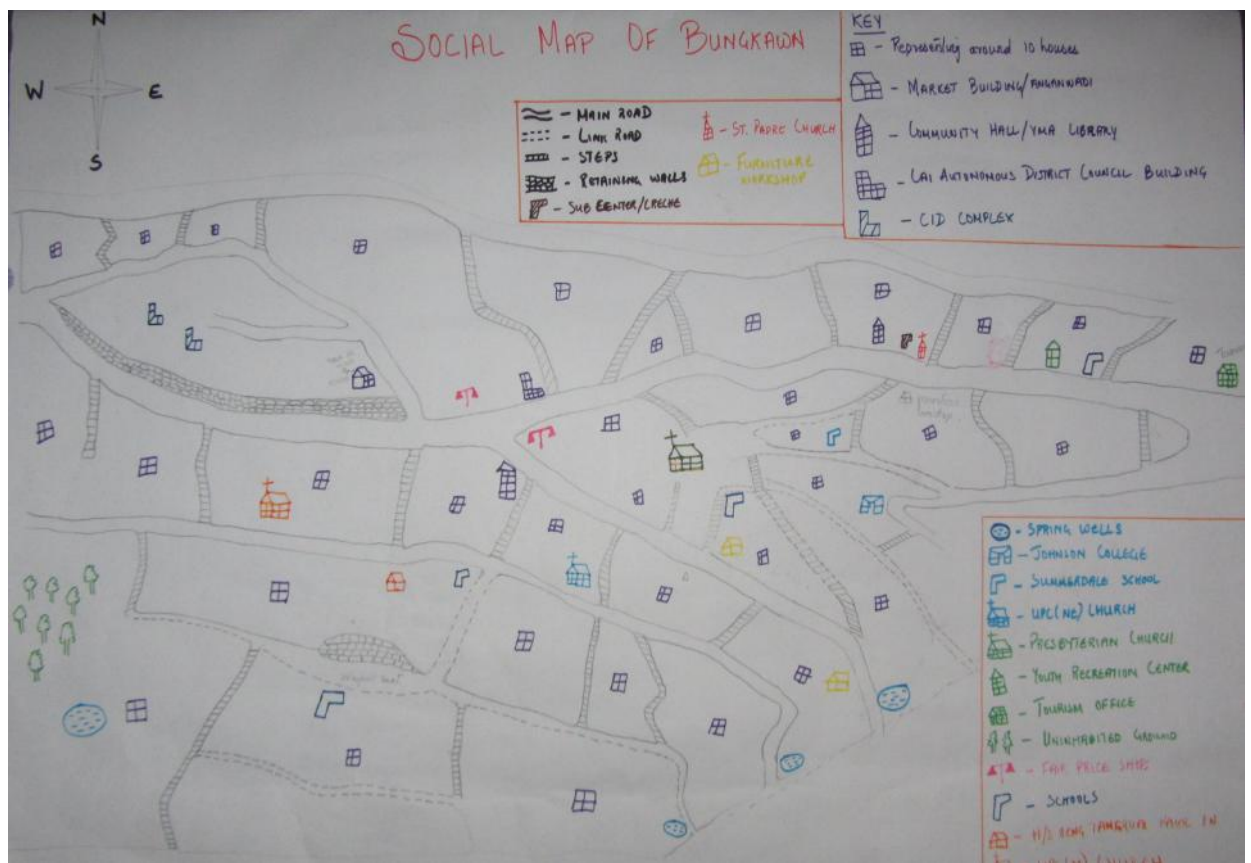 SOCIAL MAP OF BUNGKAWN
N
W E
S
- MAIN ROAD
- LINK ROAD
- STEPS
- RETAINING WALLS
- SUB CENTER/CRECHE
- ST. PADRE CHURCH
- FURNITURE
WORKSHOP
KEY
- Representing around 10 houses
- MARKET BUILDING/ANGANWADI
- COMMUNITY HALL/YMA LIBRARY
- LAI AUTONOMOUS DISTRICT COUNCIL BUILDING
- CID COMPLEX
- SPRING WELLS
- JOHNSON COLLEGE
- SUMMERDALE SCHOOL
- UPC(NE) CHURCH
- PRESBYTERIAN CHURCH
- YOUTH RECREATION CENTER
- TOURISM OFFICE
- UNINHABITED GROUND
- FAIR PRICE SHOPS
- SCHOOLS